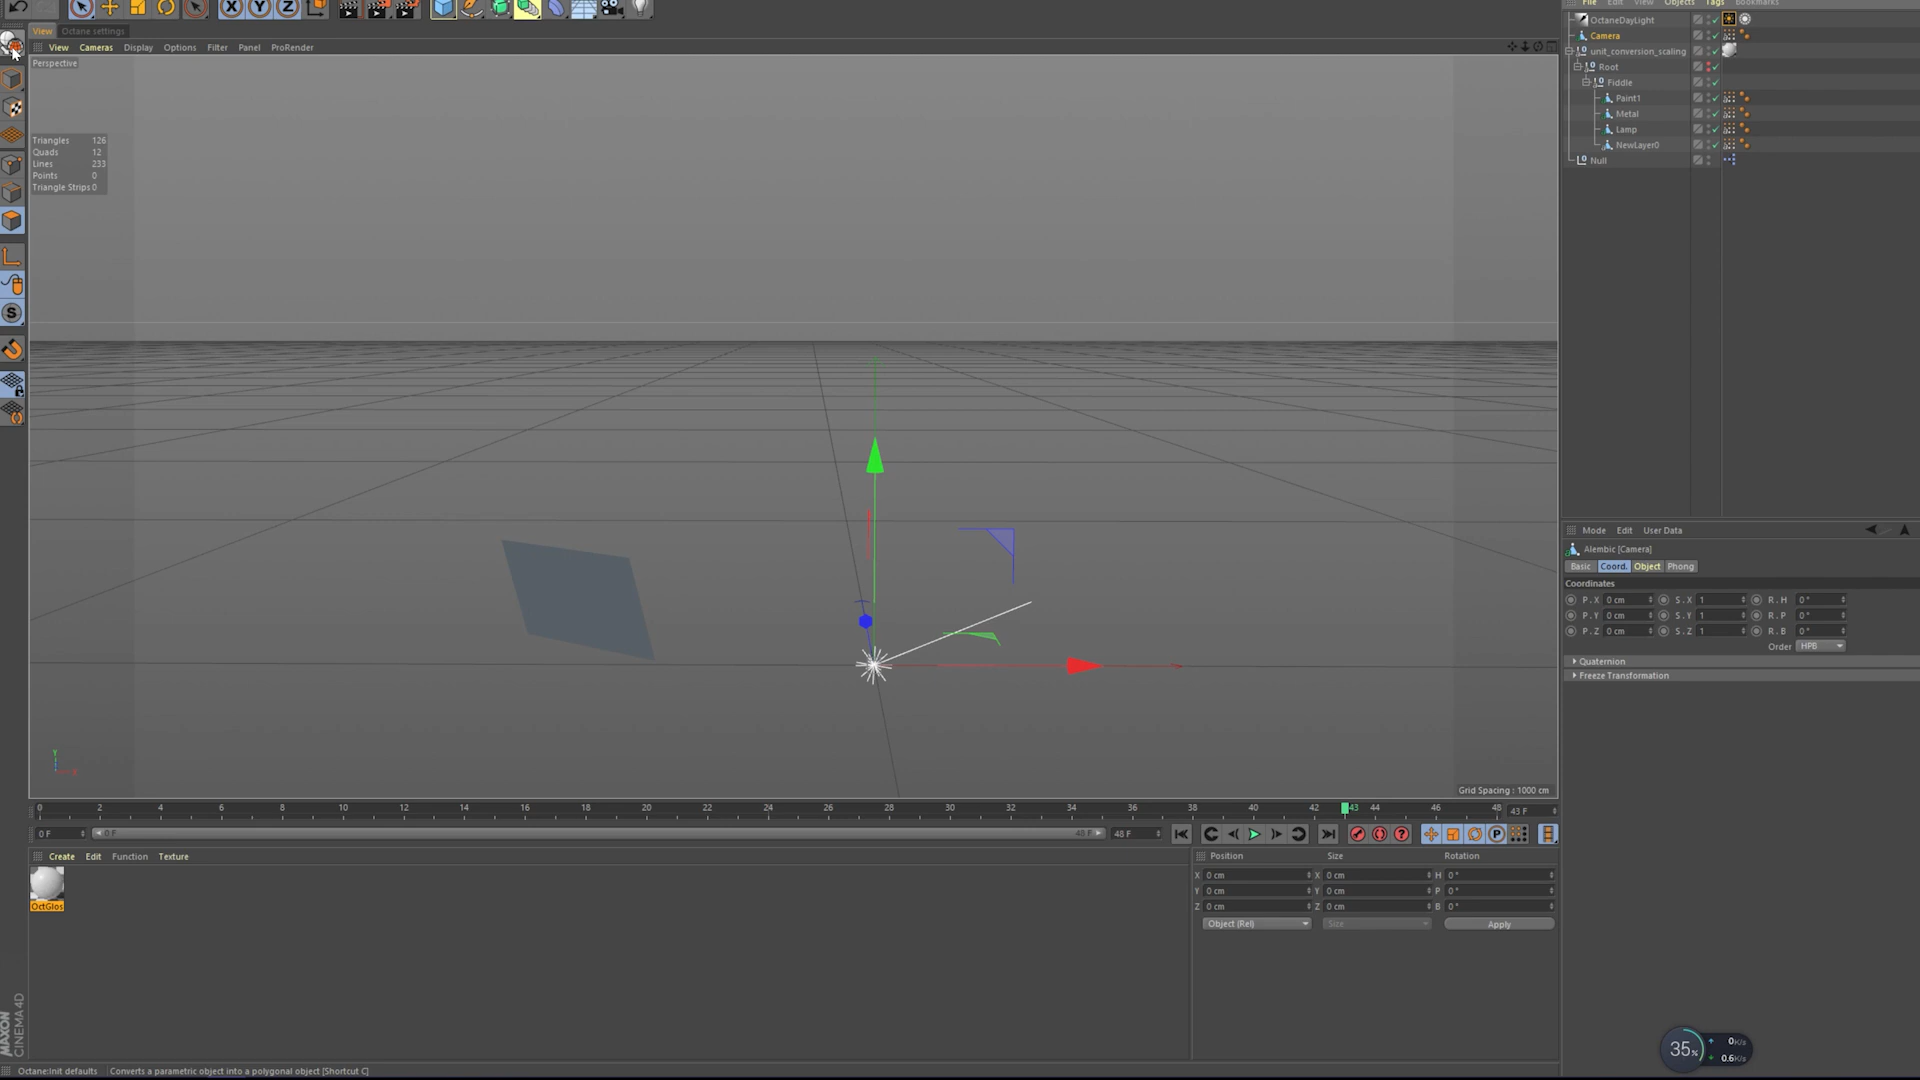 File Edit View Objects Tags Bookmarks
View Octane settings
View Cameras Display Options Filter Panel ProRender
Perspective
Triangles 126
Quads 12
Lines 233
Points 0
Triangle Strips 0
OctaneDayLight
Camera
unit_conversion_scaling
Root
Fiddle
Paint1
Metal
Lamp
NewLayer0
Null
Mode Edit User Data
Alembic [Camera]
Basic Coord. Object Phong
Coordinates
P . X 0 cm S . X 1 R . H 0 °
P . Y 0 cm S . Y 1 R . P 0 °
P . Z 0 cm S . Z 1 R . B 0 °
Order HPB
Quaternion
Freeze Transformation
Y
X
Grid Spacing : 1000 cm
0 2 4 6 8 10 12 14 16 18 20 22 24 26 28 30 32 34 36 38 40 42 43 44 46 48 43 F
0 F 0 F 48 F 48 F
Create Edit Function Texture
OctGlos
Position Size Rotation
X 0 cm X 0 cm H 0 °
Y 0 cm Y 0 cm P 0 °
Z 0 cm Z 0 cm B 0 °
Object (Rel) Size Apply
MAXON
CINEMA 4D
35%
0K/s
0.6K/s
Octane:Init defaults Converts a parametric object into a polygonal object [Shortcut C]